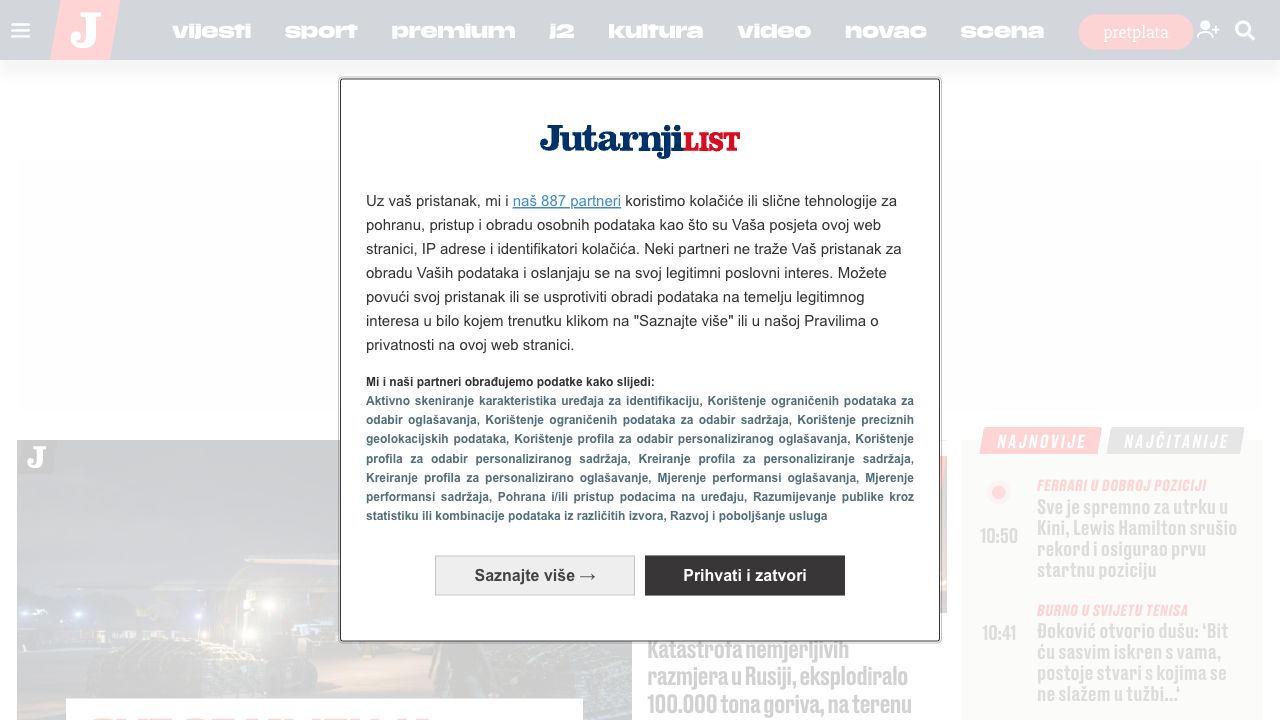 J
vijesti
sport
premium
j2
kultura
video
novac
scena
pretplata
JutarnjiLIST
Uz vaš pristanak, mi i naš 887 partneri koristimo kolačiće ili slične tehnologije za
pohranu, pristup i obradu osobnih podataka kao što su Vaša posjeta ovoj web
stranici, IP adrese i identifikatori kolačića. Neki partneri ne traže Vaš pristanak za
obradu Vaših podataka i oslanjaju se na svoj legitimni poslovni interes. Možete
povući svoj pristanak ili se usprotiviti obradi podataka na temelju legitimnog
interesa u bilo kojem trenutku klikom na "Saznajte više" ili u našoj Pravilima o
privatnosti na ovoj web stranici.
Mi i naši partneri obrađujemo podatke kako slijedi:
Aktivno skeniranje karakteristika uređaja za identifikaciju, Korištenje ograničenih podataka za
odabir oglašavanja, Korištenje ograničenih podataka za odabir sadržaja, Korištenje preciznih
geolokacijskih podataka, Korištenje profila za odabir personaliziranog oglašavanja, Korištenje
profila za odabir personaliziranog sadržaja, Kreiranje profila za personaliziranje sadržaja,
Kreiranje profila za personalizirano oglašavanje, Mjerenje performansi oglašavanja, Mjerenje
performansi sadržaja, Pohrana i/ili pristup podacima na uređaju, Razumijevanje publike kroz
statistiku ili kombinacije podataka iz različitih izvora, Razvoj i poboljšanje usluga
Saznajte više →
Prihvati i zatvori
J
Katastrofa nemjerljivih
razmjera u Rusiji, eksplodiralo
100.000 tona goriva, na terenu
NAJNOVIJE
NAJČITANIJE
FERRARI U DOBROJ POZICIJI
10:50
Sve je spremno za utrku u
Kini, Lewis Hamilton srušio
rekord i osigurao prvu
startnu poziciju
BURNO U SVIJETU TENISA
10:41
Đoković otvorio dušu: ‘Bit
ću sasvim iskren s vama,
postoje stvari s kojima se
ne slažem u tužbi...‘